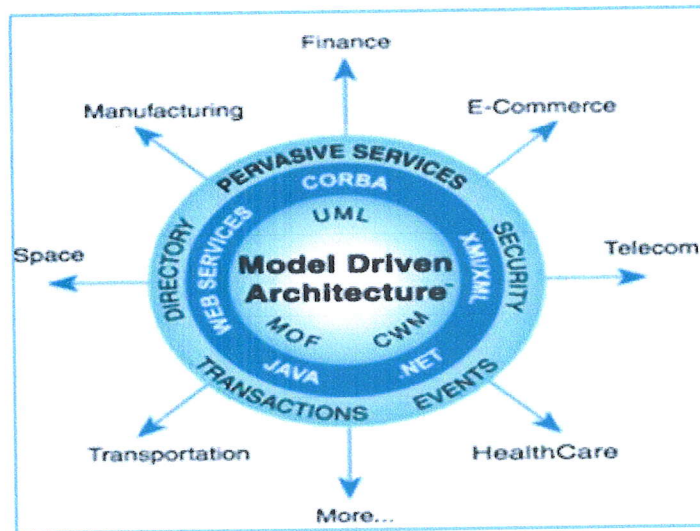 Finance
Manufacturing
E-Commerce
PERVASIVE SERVICES
CORBA
UML
DIRECTORY
WEB SERVICES
XMI/XML
SECURITY
Space
Model Driven
Architecture™
Telecom
MOF
CWM
JAVA
.NET
TRANSACTIONS
EVENTS
Transportation
HealthCare
More...